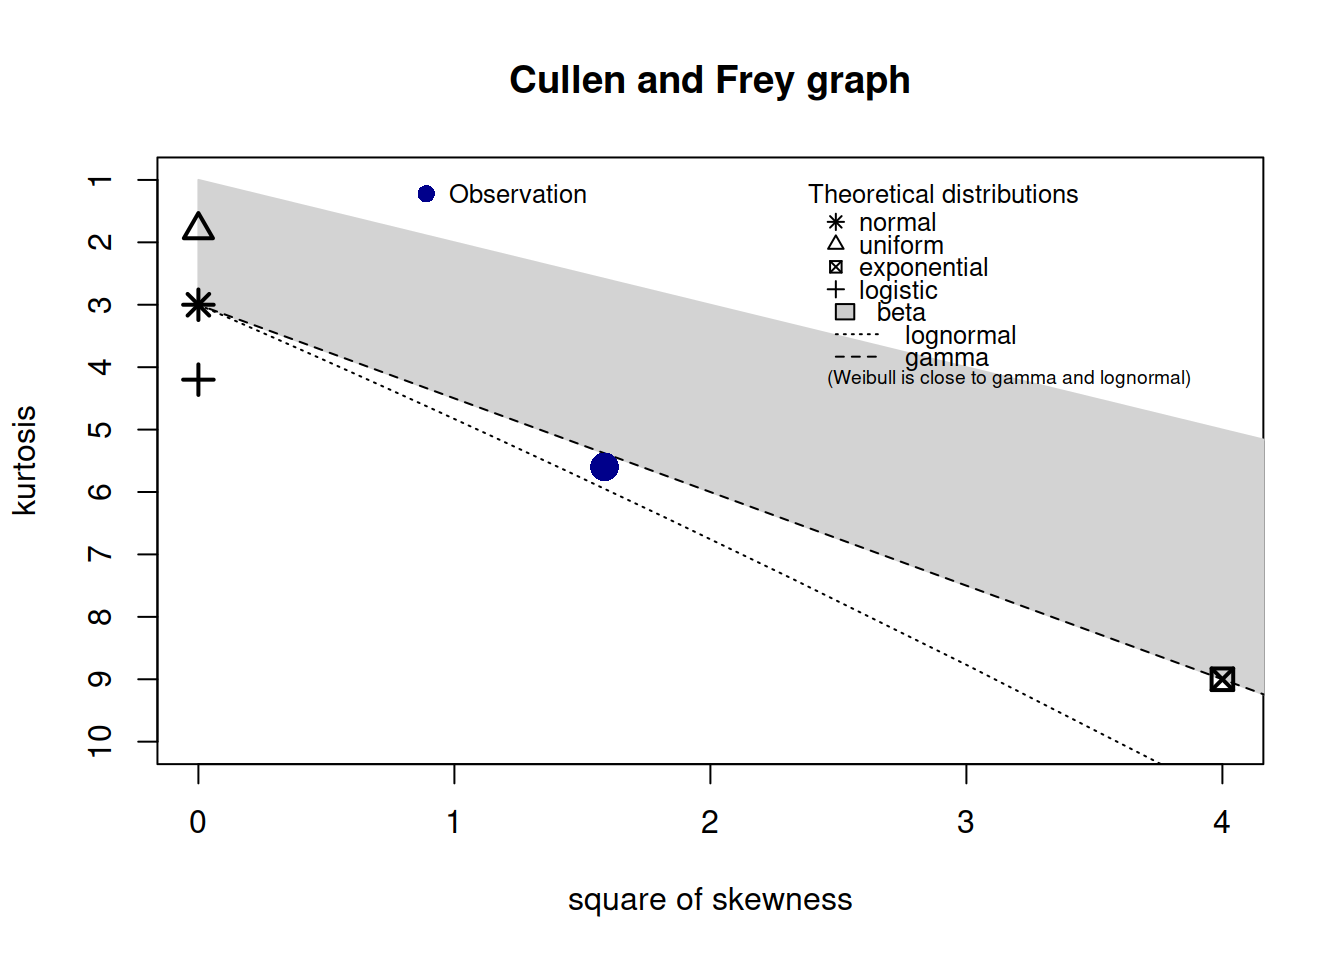 Cullen and Frey graph
Observation
Theoretical distributions
normal
uniform
exponential
logistic
beta
lognormal
gamma
(Weibull is close to gamma and lognormal)
kurtosis
1
2
3
4
5
6
7
8
9
10
0 1 2 3 4
square of skewness